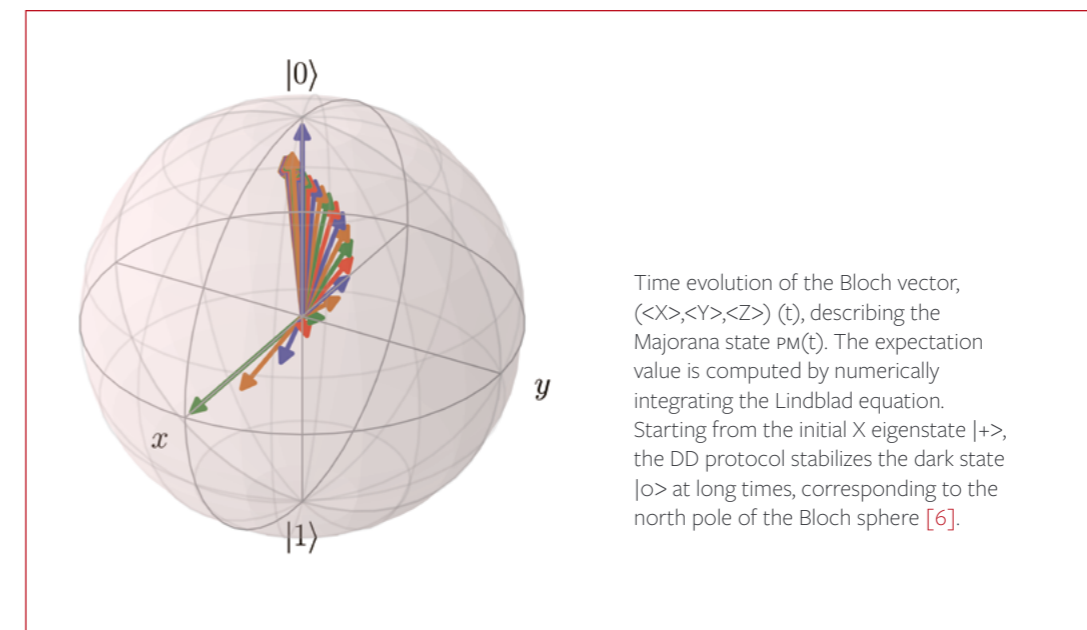 |0⟩
y
x
|1⟩
Time evolution of the Bloch vector,
(<X>,<Y>,<Z>) (t), describing the
Majorana state ρM(t). The expectation
value is computed by numerically
integrating the Lindblad equation.
Starting from the initial X eigenstate |+>,
the DD protocol stabilizes the dark state
|0> at long times, corresponding to the
north pole of the Bloch sphere [6].